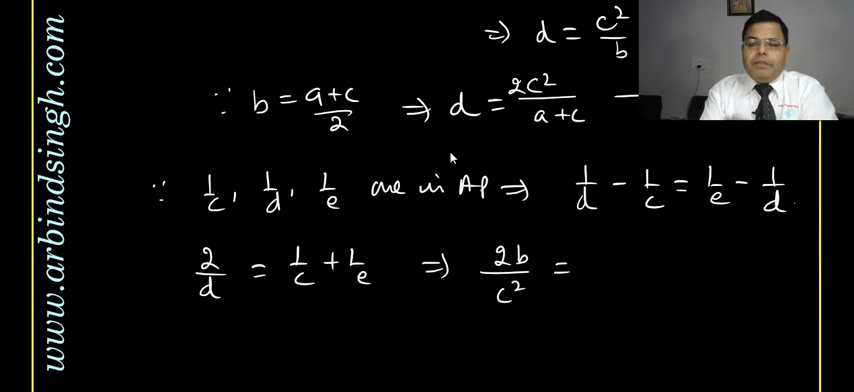 www.arbindsingh.com
⇒ d = c²/b
∵ b = a+c/2 ⇒ d = 2c²/a+c —
∵ 1/c, 1/d, 1/e are in AP ⇒ 1/d - 1/c = 1/e - 1/d.
2/d = 1/c + 1/e ⇒ 2b/c² =